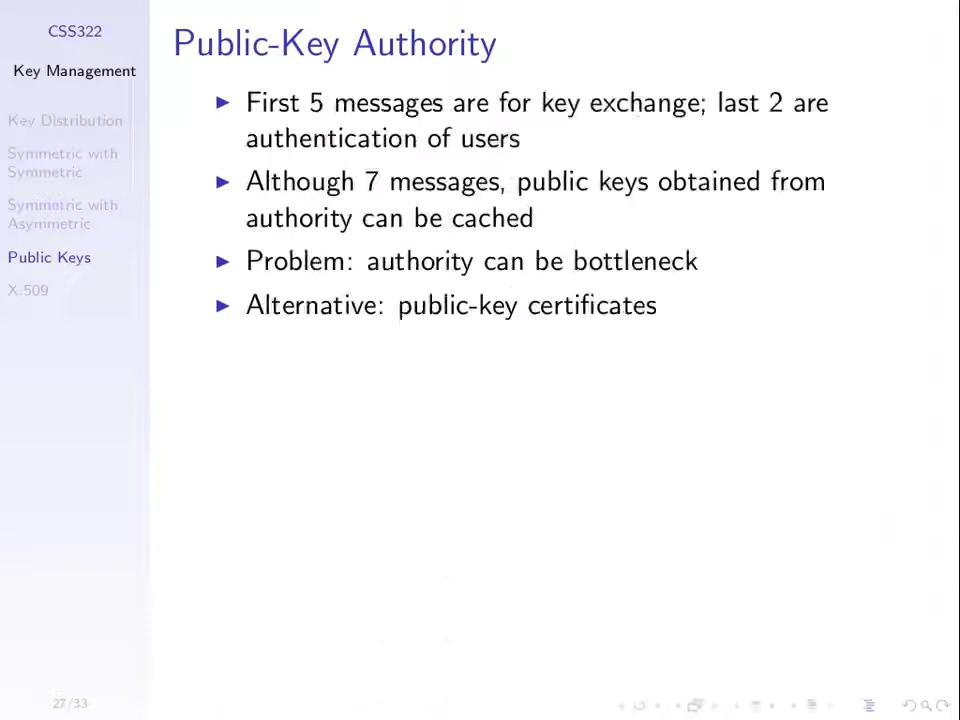 CSS322
Key Management
Key Distribution
Symmetric with
Symmetric
Symmetric with
Asymmetric
Public Keys
X.509
Public-Key Authority
First 5 messages are for key exchange; last 2 are
authentication of users
Although 7 messages, public keys obtained from
authority can be cached
Problem: authority can be bottleneck
Alternative: public-key certificates
27/33